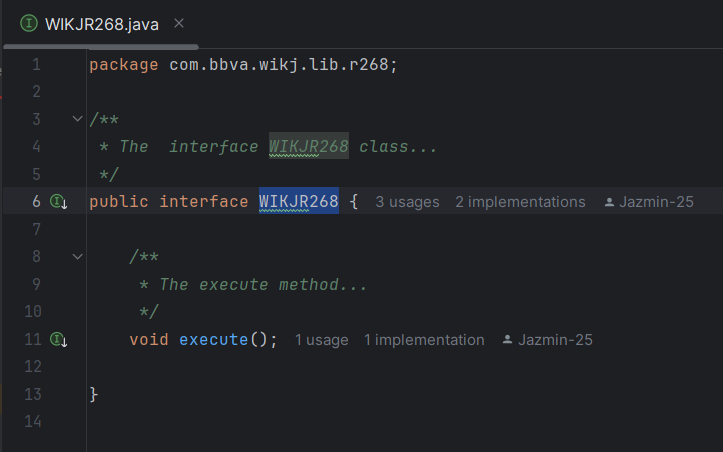 WIKJR268.java
1 package com.bbva.wikj.lib.r268;
2
3 /**
4 * The  interface WIKJR268 class...
5 */
6 public interface WIKJR268 { 3 usages 2 implementations Jazmin-25
7
8 /**
9 * The execute method...
10 */
11 void execute(); 1 usage 1 implementation Jazmin-25
12
13 }
14